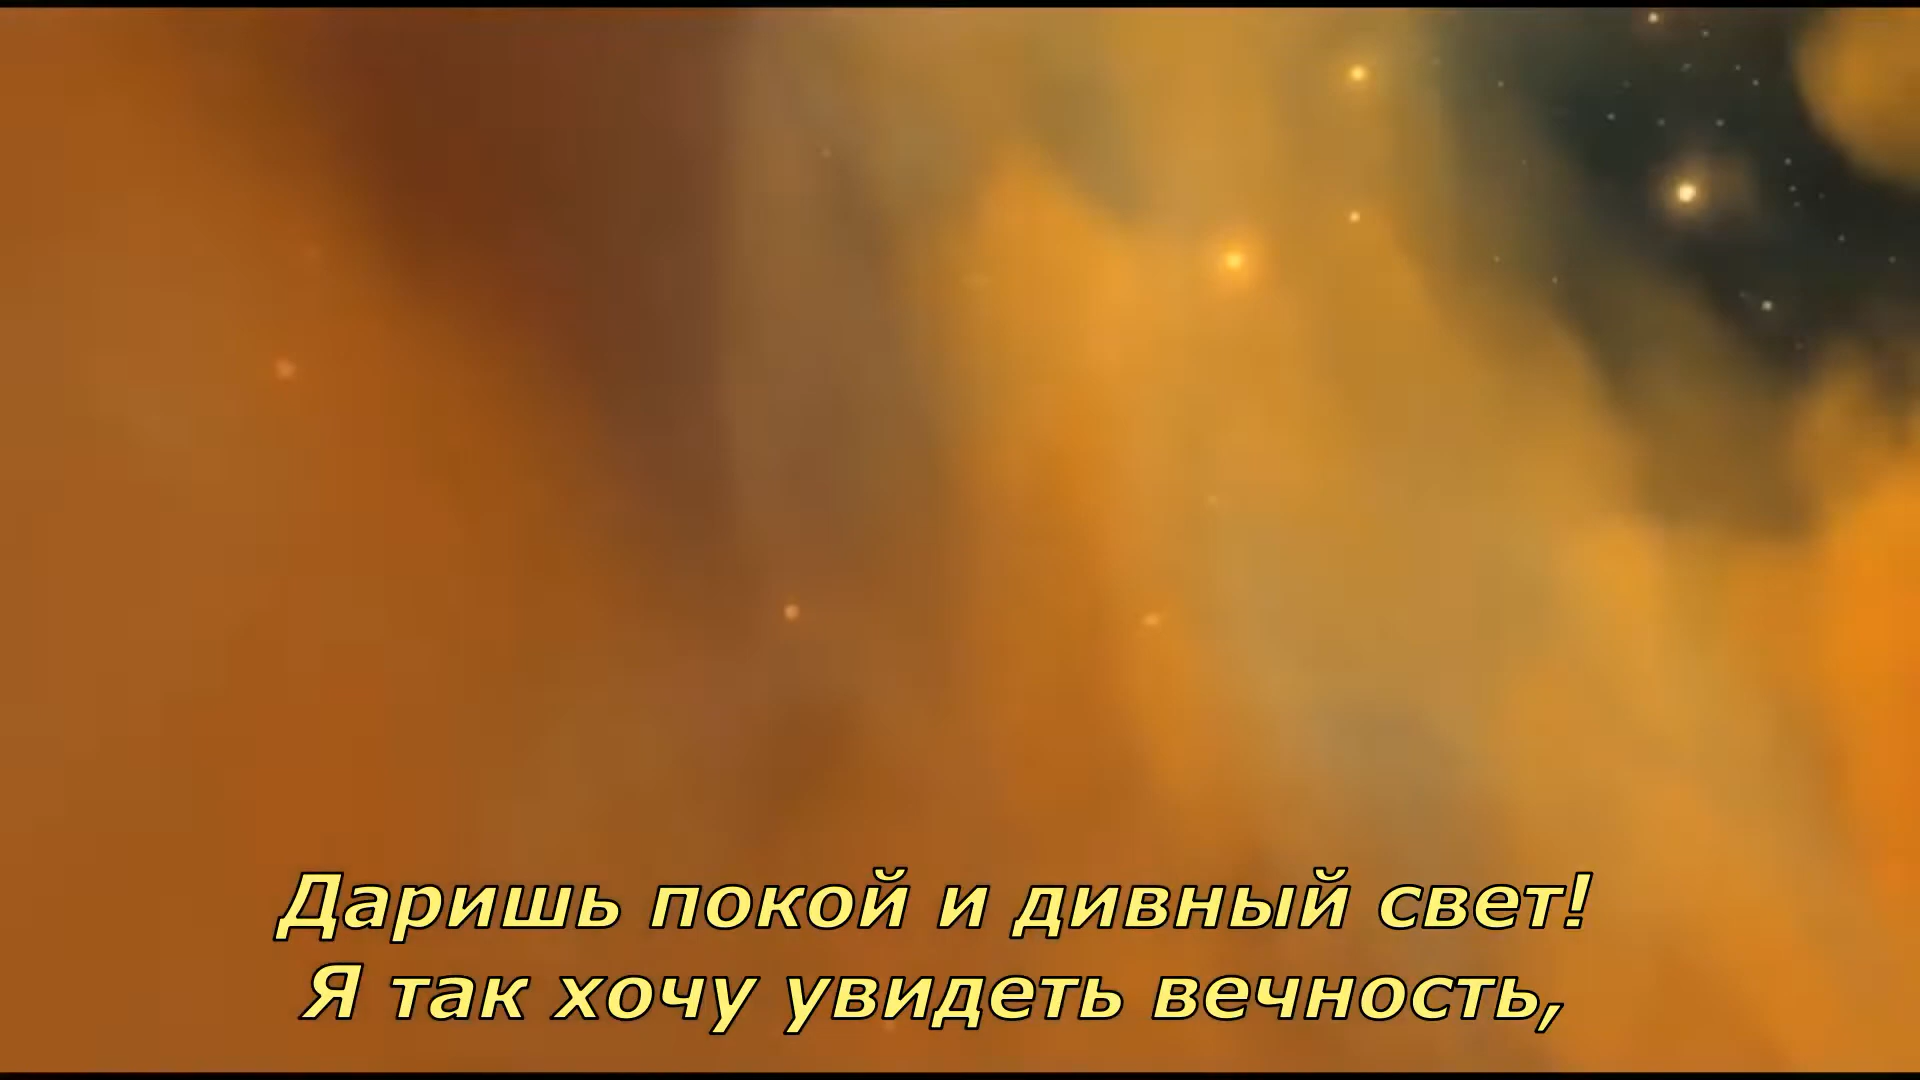 Даришь покой и дивный свет!
Я так хочу увидеть вечность,